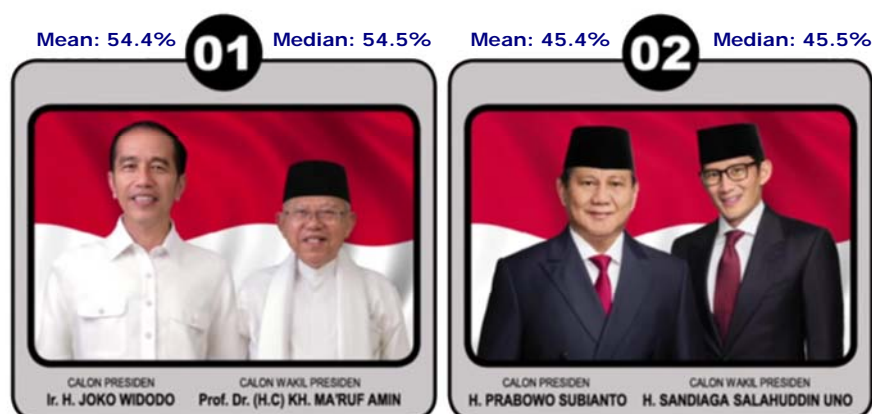 Mean: 54.4% 01 Median: 54.5%
Mean: 45.4% 02 Median: 45.5%
CALON PRESIDEN
Ir. H. JOKO WIDODO
CALON WAKIL PRESIDEN
Prof. Dr. (H.C) KH. MA'RUF AMIN
CALON PRESIDEN
H. PRABOWO SUBIANTO
CALON WAKIL PRESIDEN
H. SANDIAGA SALAHUDDIN UNO